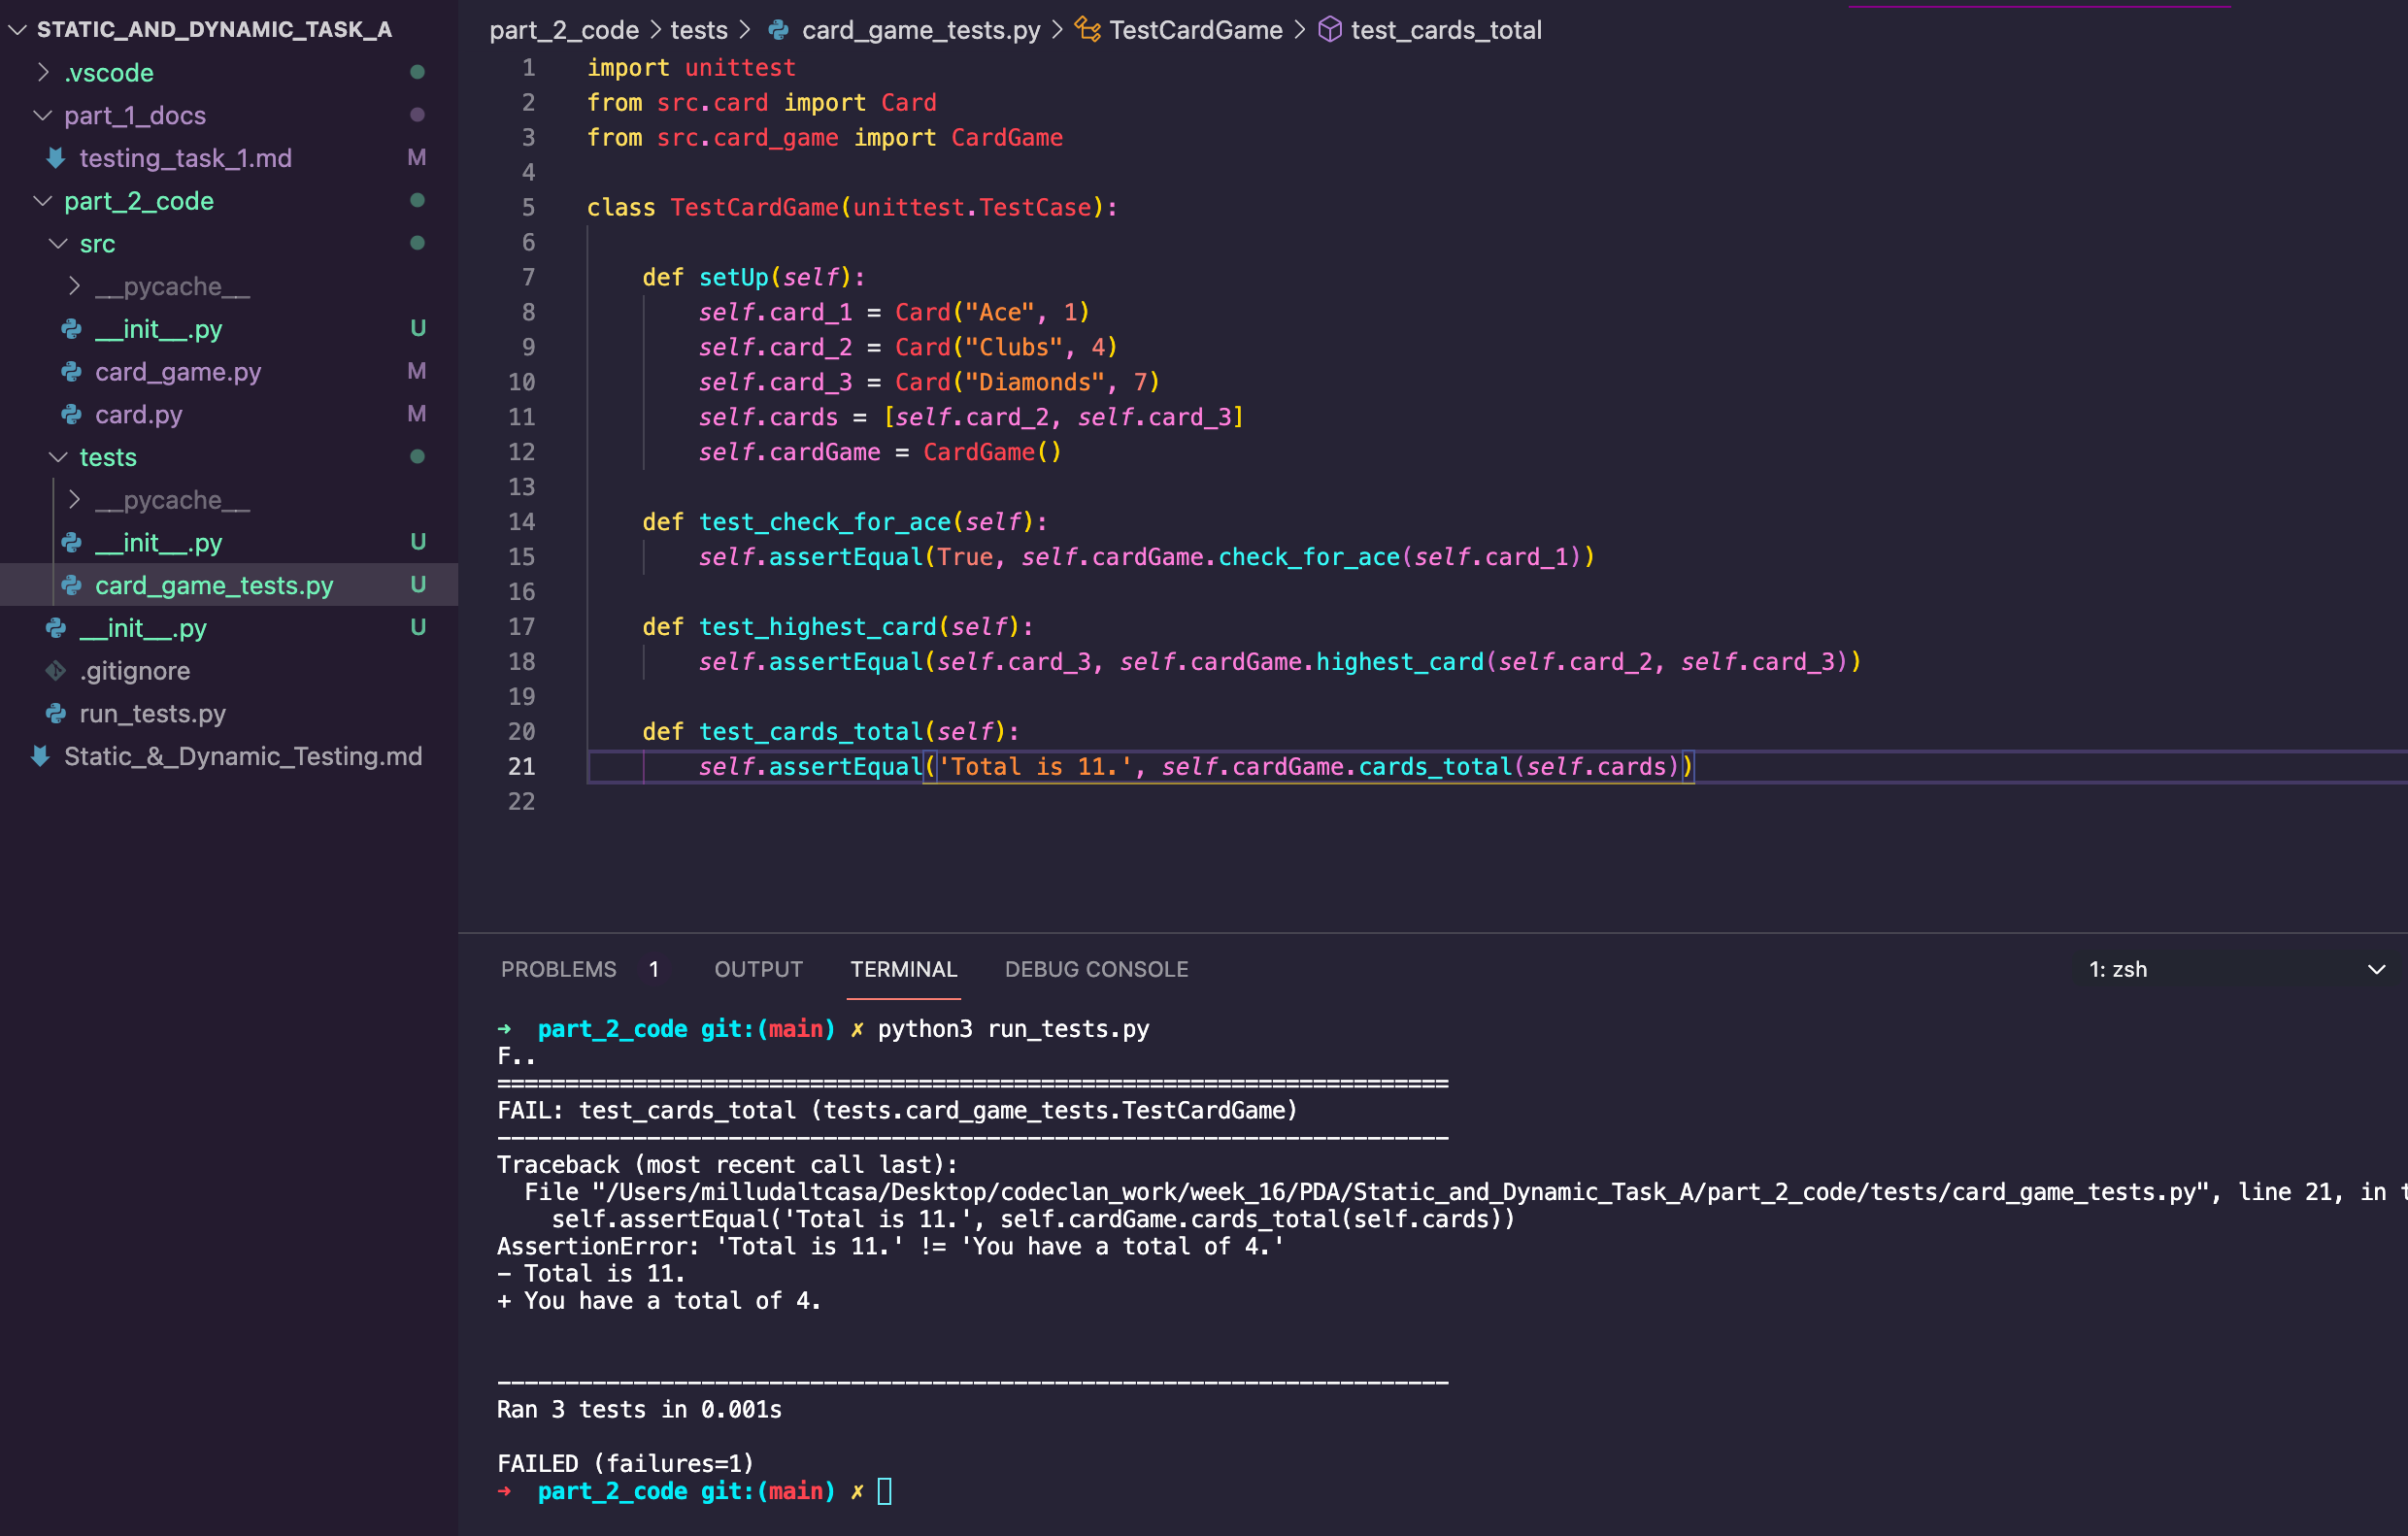 STATIC_AND_DYNAMIC_TASK_A
.vscode
part_1_docs
testing_task_1.md M
part_2_code
src
__pycache__
__init__.py U
card_game.py M
card.py M
tests
__pycache__
__init__.py U
card_game_tests.py U
__init__.py U
.gitignore
run_tests.py
Static_&_Dynamic_Testing.md
part_2_code > tests > card_game_tests.py > TestCardGame > test_cards_total
1 import unittest
2 from src.card import Card
3 from src.card_game import CardGame
4
5 class TestCardGame(unittest.TestCase):
6
7     def setUp(self):
8         self.card_1 = Card("Ace", 1)
9         self.card_2 = Card("Clubs", 4)
10         self.card_3 = Card("Diamonds", 7)
11         self.cards = [self.card_2, self.card_3]
12         self.cardGame = CardGame()
13
14     def test_check_for_ace(self):
15         self.assertEqual(True, self.cardGame.check_for_ace(self.card_1))
16
17     def test_highest_card(self):
18         self.assertEqual(self.card_3, self.cardGame.highest_card(self.card_2, self.card_3))
19
20     def test_cards_total(self):
21         self.assertEqual('Total is 11.', self.cardGame.cards_total(self.cards))
22
PROBLEMS 1 OUTPUT TERMINAL DEBUG CONSOLE 1: zsh
➜ part_2_code git:(main) ✗ python3 run_tests.py
F..
======================================================================
FAIL: test_cards_total (tests.card_game_tests.TestCardGame)
----------------------------------------------------------------------
Traceback (most recent call last):
  File "/Users/milludaltcasa/Desktop/codeclan_work/week_16/PDA/Static_and_Dynamic_Task_A/part_2_code/tests/card_game_tests.py", line 21, in t
    self.assertEqual('Total is 11.', self.cardGame.cards_total(self.cards))
AssertionError: 'Total is 11.' != 'You have a total of 4.'
- Total is 11.
+ You have a total of 4.
----------------------------------------------------------------------
Ran 3 tests in 0.001s
FAILED (failures=1)
➜ part_2_code git:(main) ✗